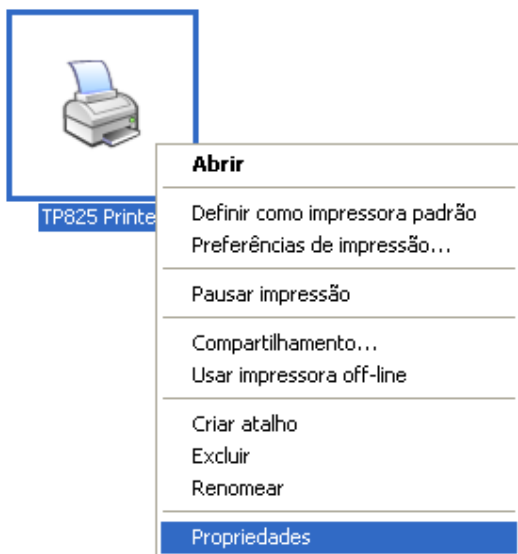 Abrir
TP825 Printe
Definir como impressora padrão
Preferências de impressão...
Pausar impressão
Compartilhamento...
Usar impressora off-line
Criar atalho
Excluir
Renomear
Propriedades